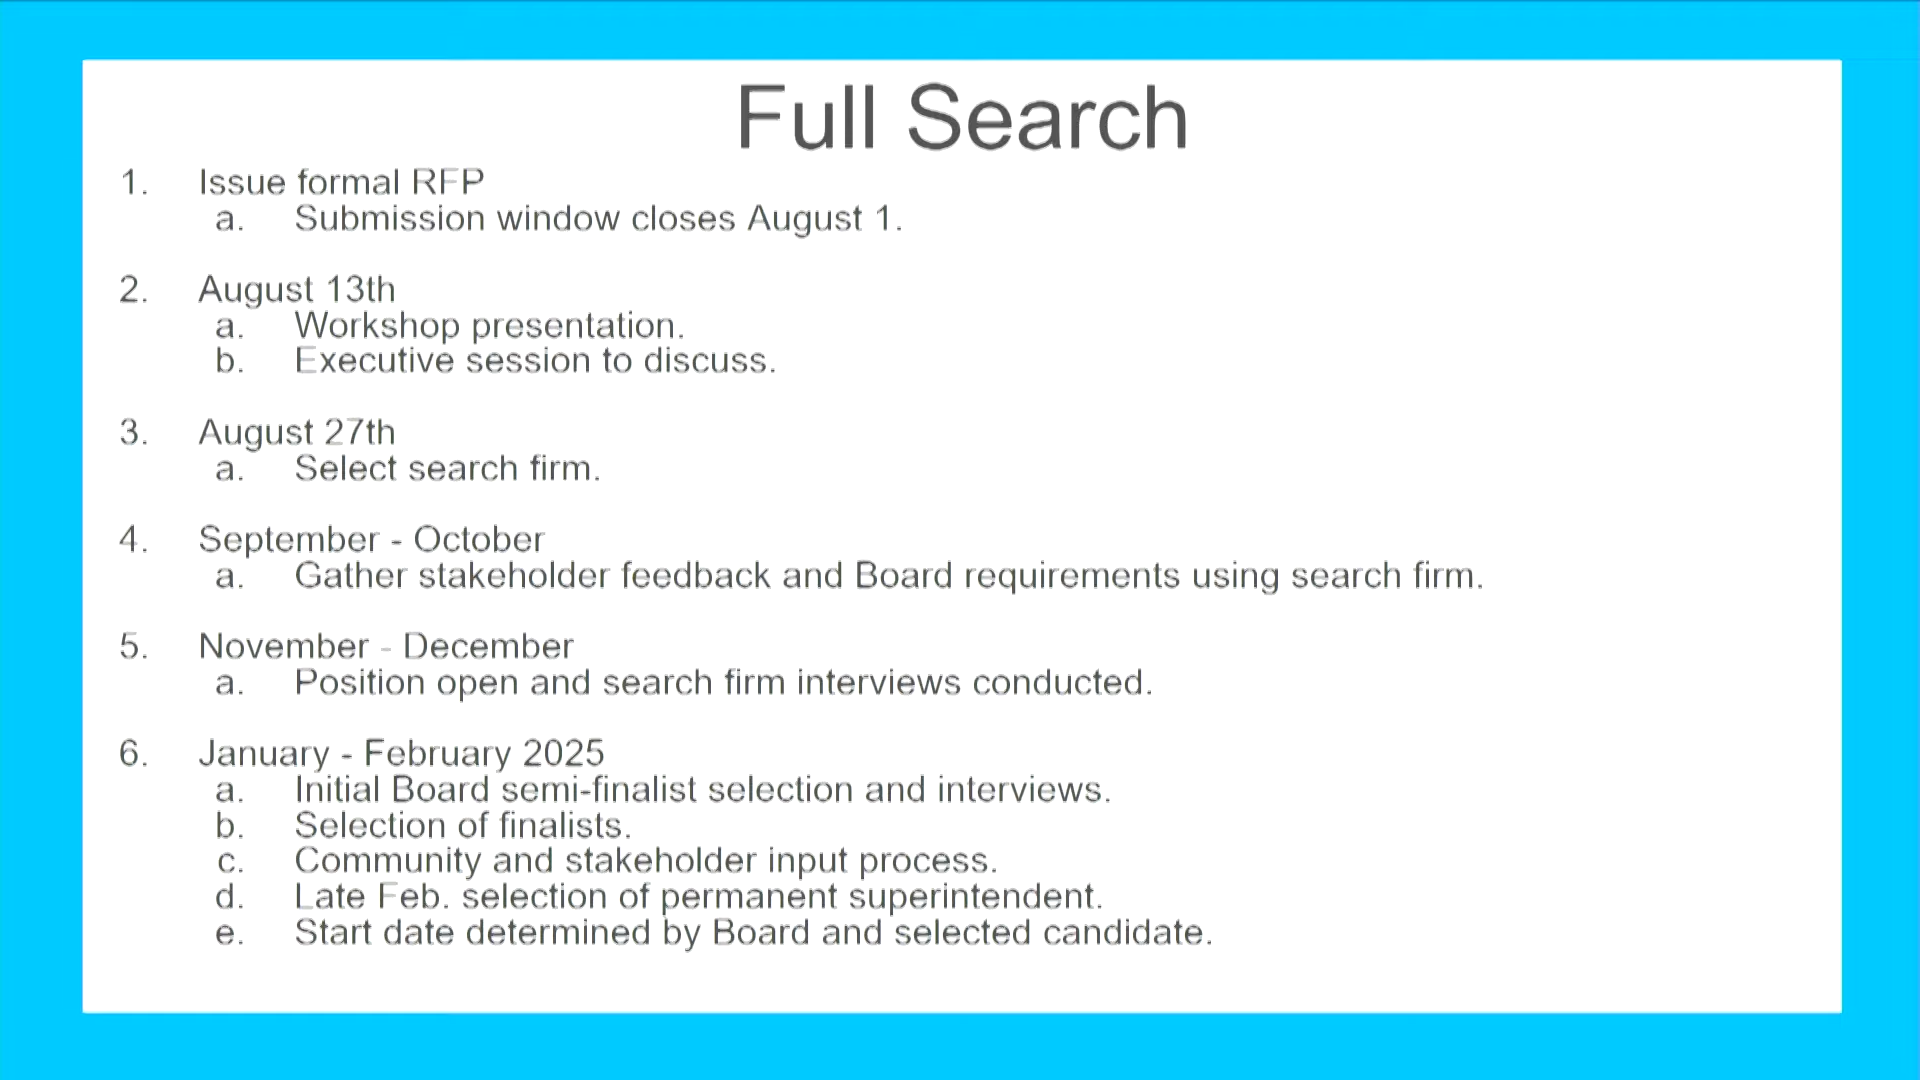 Full Search
1. Issue formal RFP
a. Submission window closes August 1.
2. August 13th
a. Workshop presentation.
b. Executive session to discuss.
3. August 27th
a. Select search firm.
4. September - October
a. Gather stakeholder feedback and Board requirements using search firm.
5. November - December
a. Position open and search firm interviews conducted.
6. January - February 2025
a. Initial Board semi-finalist selection and interviews.
b. Selection of finalists.
c. Community and stakeholder input process.
d. Late Feb. selection of permanent superintendent.
e. Start date determined by Board and selected candidate.